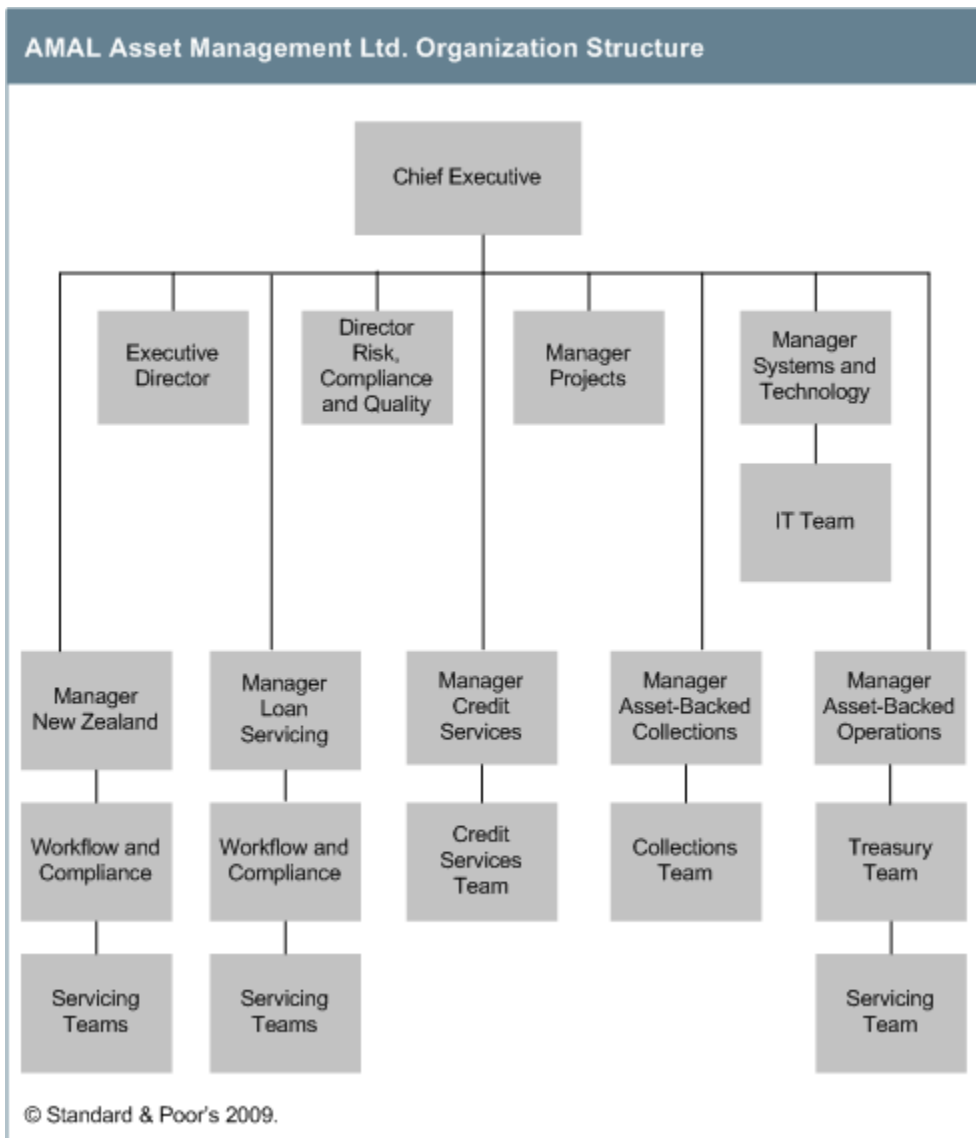 AMAL Asset Management Ltd. Organization Structure
Chief Executive
Executive
Director
Director
Risk,
Compliance
and Quality
Manager
Projects
Manager
Systems and
Technology
IT Team
Manager
New Zealand
Manager
Loan
Servicing
Manager
Credit
Services
Manager
Asset-Backed
Collections
Manager
Asset-Backed
Operations
Workflow and
Compliance
Workflow and
Compliance
Credit
Services
Team
Collections
Team
Treasury
Team
Servicing
Teams
Servicing
Teams
Servicing
Team
© Standard & Poor's 2009.